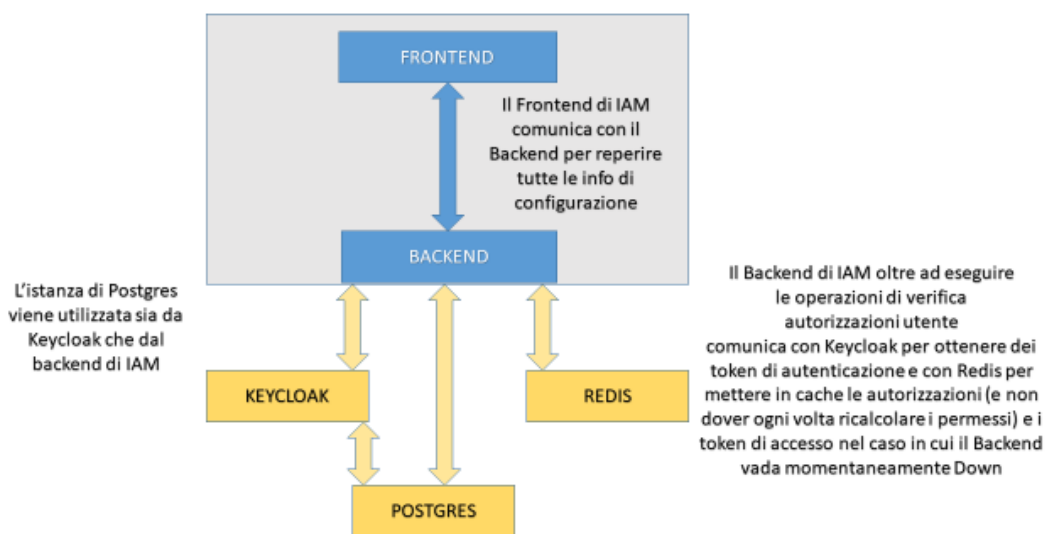 FRONTEND
Il Frontend di IAM
comunica con il
Backend per reperire
tutte le info di
configurazione
BACKEND
L'istanza di Postgres
viene utilizzata sia da
Keycloak che dal
backend di IAM
Il Backend di IAM oltre ad eseguire
le operazioni di verifica
autorizzazioni utente
comunica con Keycloak per ottenere dei
token di autenticazione e con Redis per
mettere in cache le autorizzazioni (e non
dover ogni volta ricalcolare i permessi) e i
token di accesso nel caso in cui il Backend
vada momentaneamente Down
KEYCLOAK
REDIS
POSTGRES